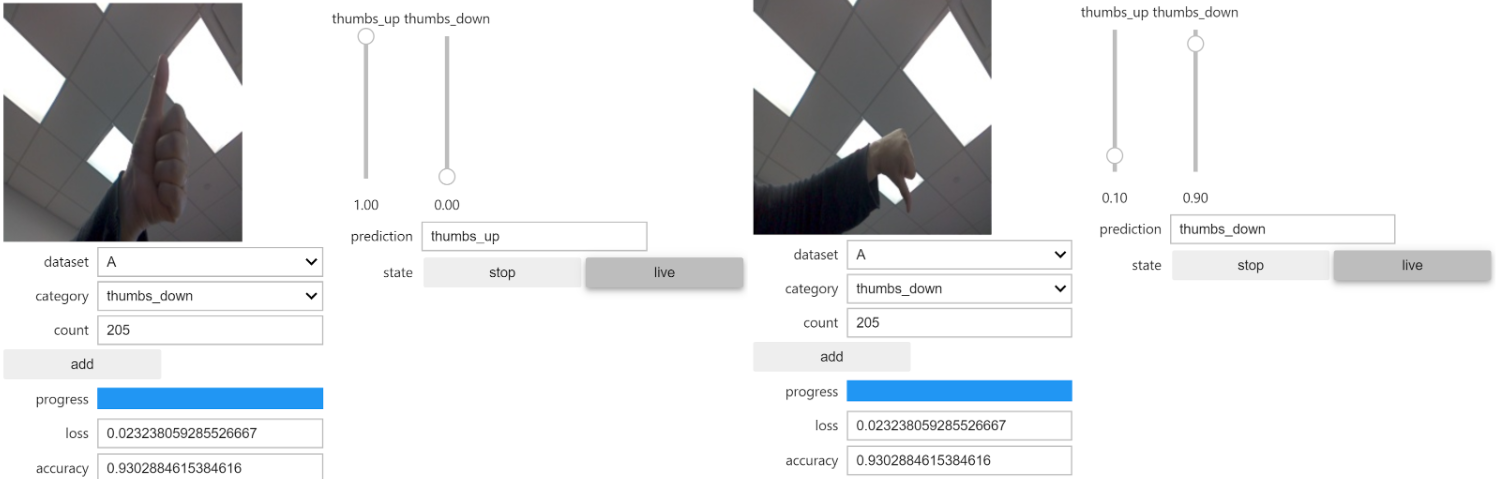 thumbs_up thumbs_down
1.00 0.00
prediction thumbs_up
state stop live
dataset A
category thumbs_down
count 205
add
progress
loss 0.023238059285526667
accuracy 0.9302884615384616
thumbs_up thumbs_down
0.10 0.90
prediction thumbs_down
state stop live
dataset A
category thumbs_down
count 205
add
progress
loss 0.023238059285526667
accuracy 0.9302884615384616